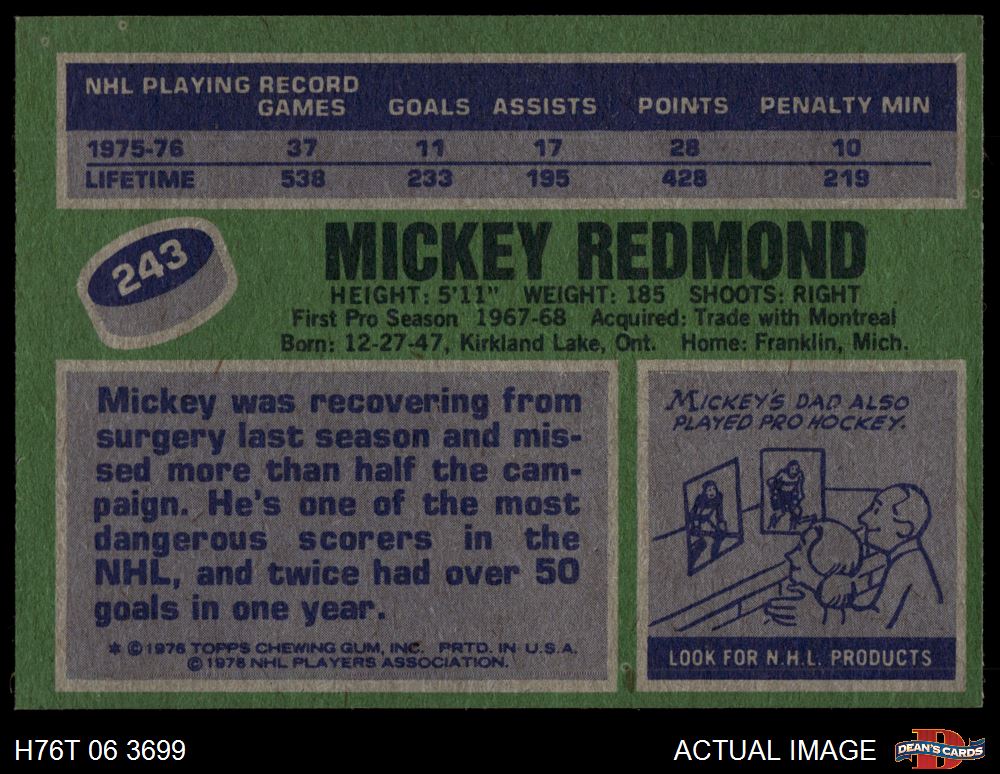 NHL PLAYING RECORD
GAMES GOALS ASSISTS POINTS PENALTY MIN
1975-76 37 11 17 28 10
LIFETIME 538 233 195 428 219
243
MICKEY REDMOND
HEIGHT: 5'11" WEIGHT: 185 SHOOTS: RIGHT
First Pro Season 1967-68 Acquired: Trade with Montreal
Born: 12-27-47, Kirkland Lake, Ont. Home: Franklin, Mich.
Mickey was recovering from
surgery last season and mis-
sed more than half the cam-
paign. He's one of the most
dangerous scorers in the
NHL, and twice had over 50
goals in one year.
* © 1976 TOPPS CHEWING GUM, INC. PRTD. IN U.S.A.
© 1976 NHL PLAYERS ASSOCIATION.
MICKEY'S DAD ALSO
PLAYED PRO HOCKEY.
LOOK FOR N.H.L. PRODUCTS
H76T 06 3699
ACTUAL IMAGE
D
DEAN'S CARDS